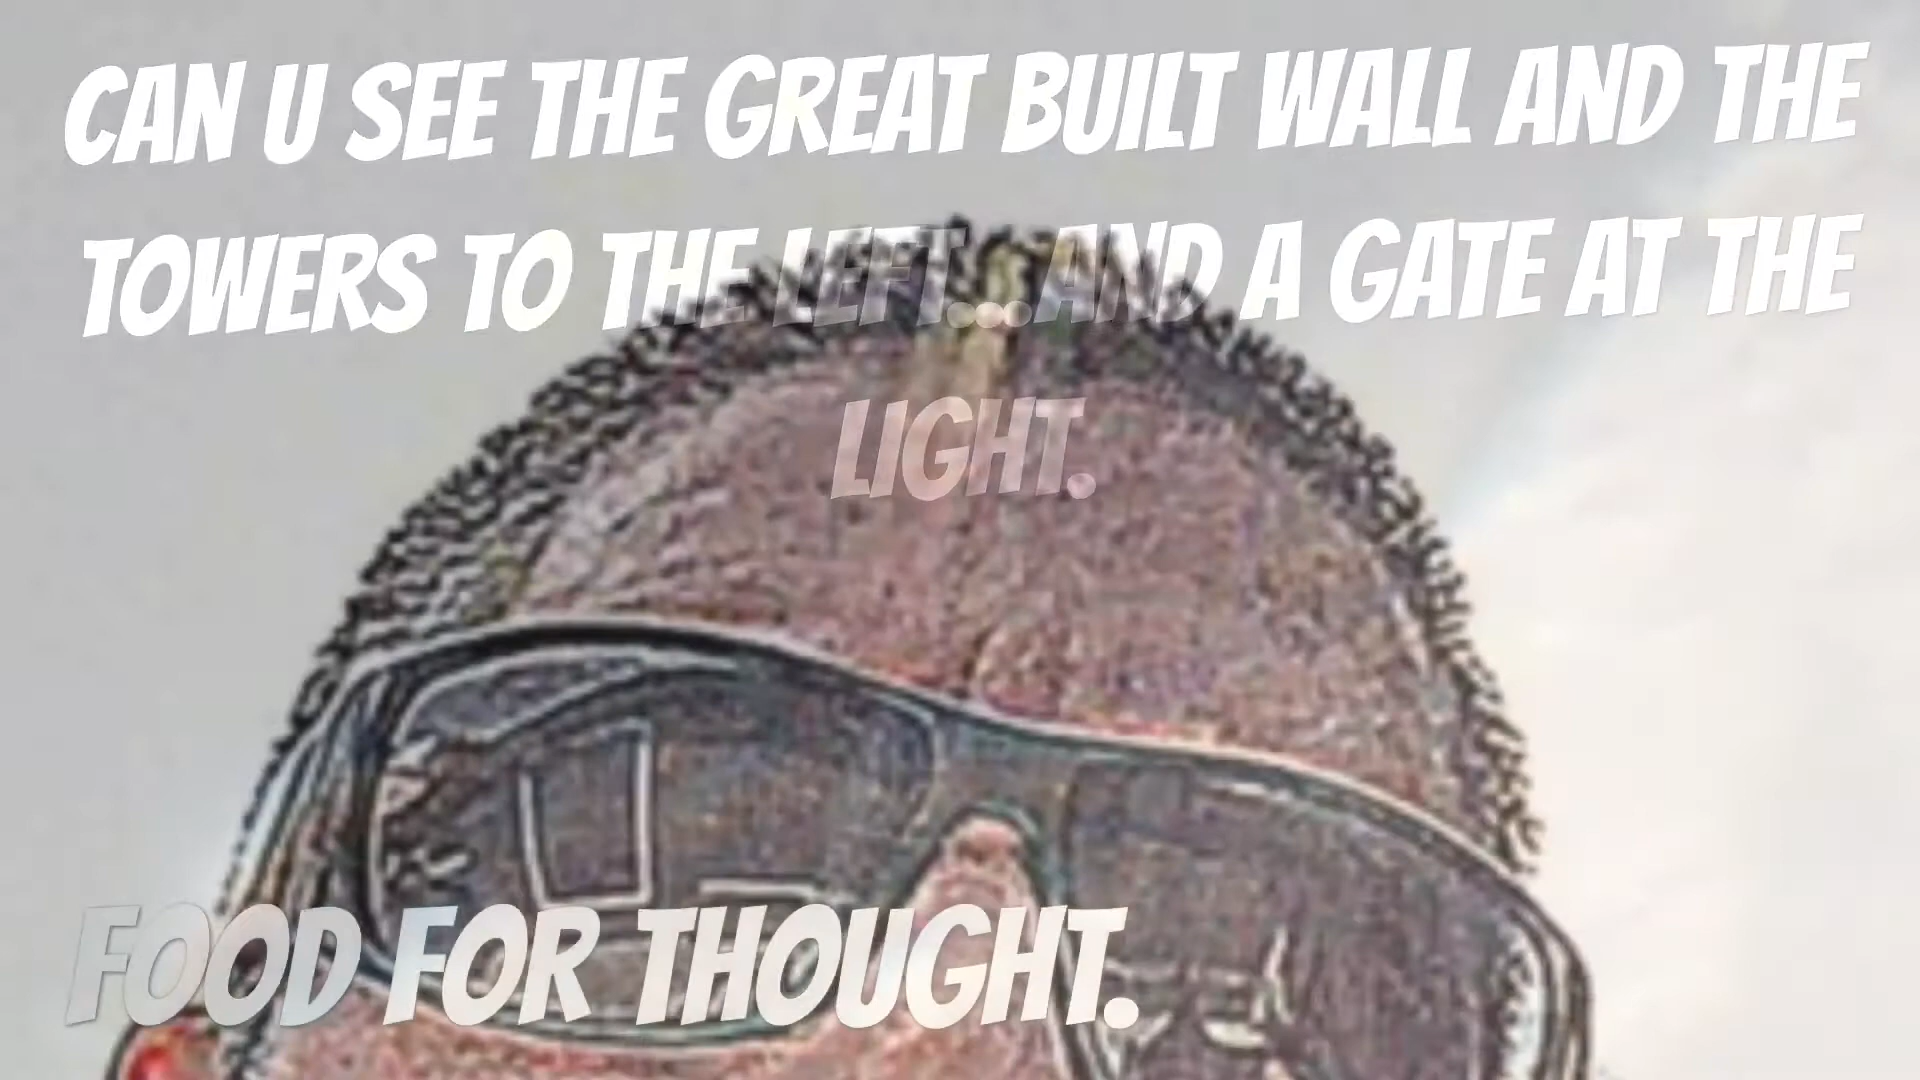 CAN U SEE THE GREAT BUILT WALL AND THE
TOWERS TO THE LEFT...AND A GATE AT THE
LIGHT.
FOOD FOR THOUGHT.